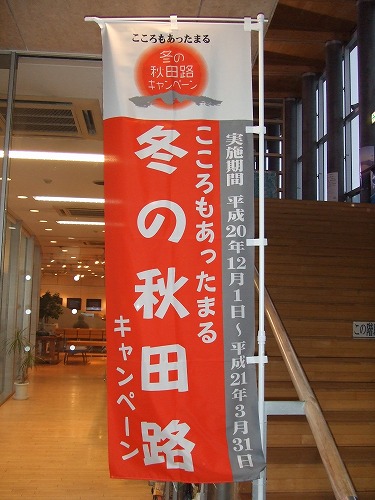 こころもあったまる
冬の
秋田路
キャンペーン
実施期間 平成20年12月1日～平成21年3月31日
こころもあったまる
冬の秋田路
キャンペーン
この階